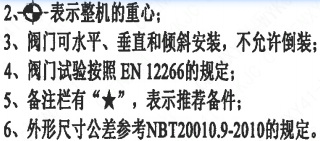 2、-表示整机的重心;
3、阀门可水平、垂直和倾斜安装，不允许倒装;
4、阀门试验按照 EN 12266的规定;
5、备注栏有“★”，表示推荐备件;
6、外形尺寸公差参考NBT20010.9-2010的规定。